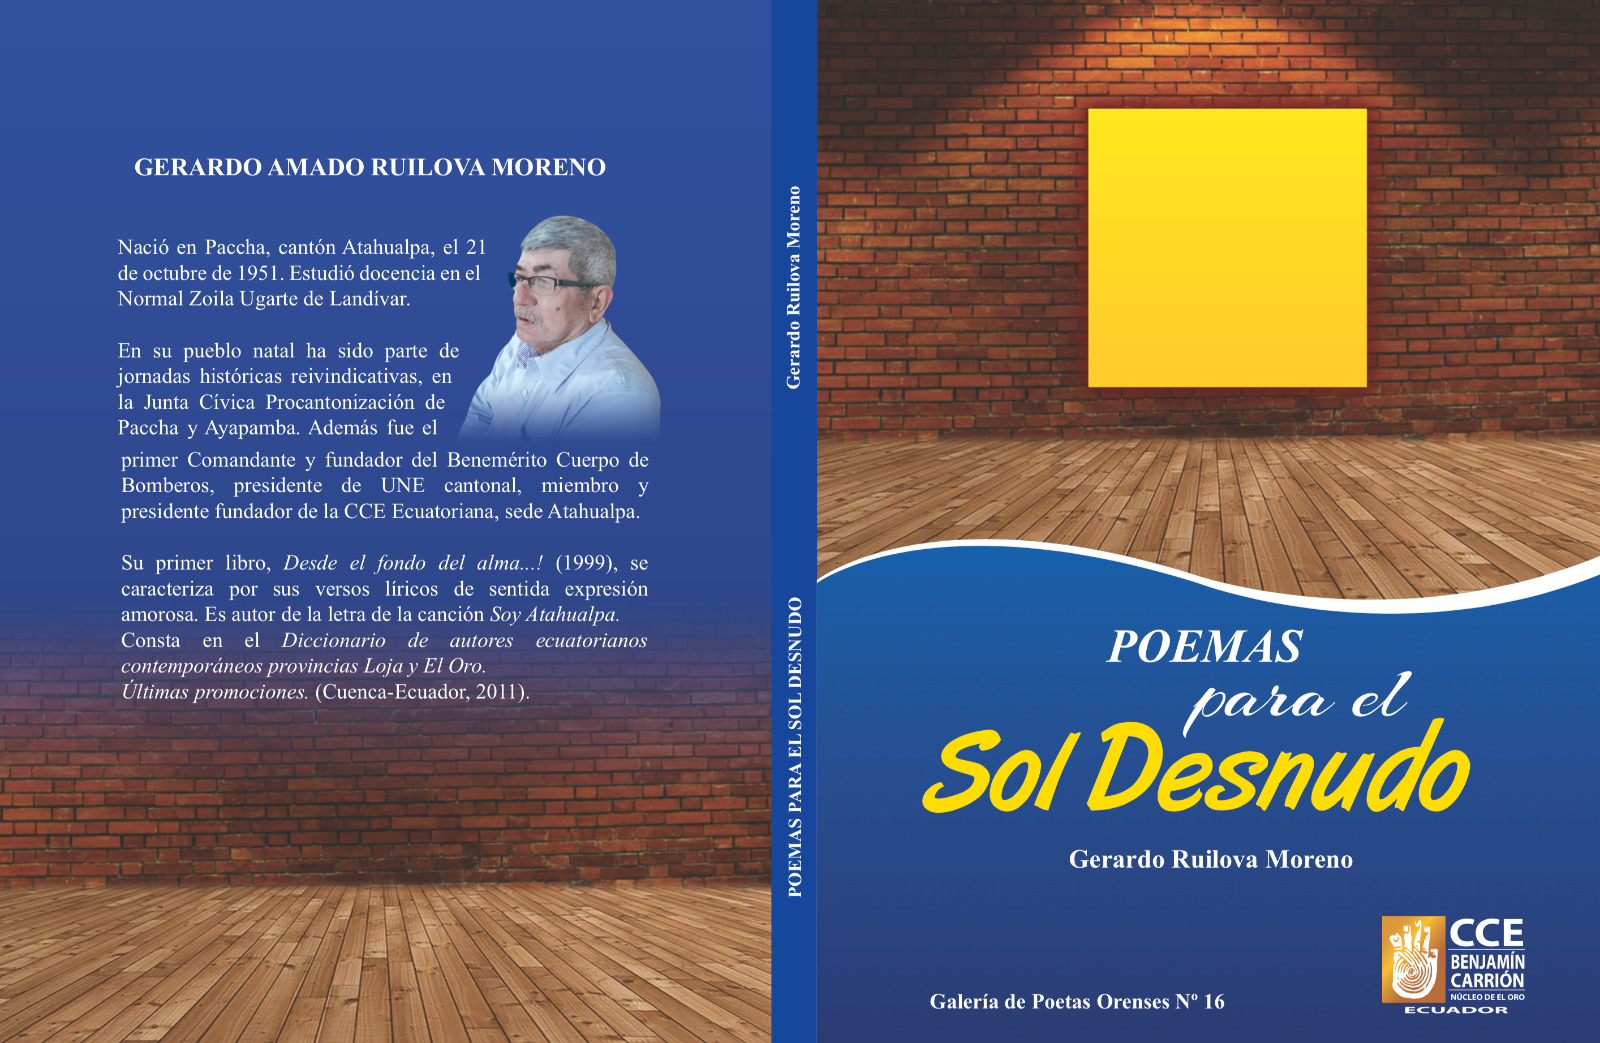 GERARDO AMADO RUILOVA MORENO
Nació en Paccha, cantón Atahualpa, el 21
de octubre de 1951. Estudió docencia en el
Normal Zoila Ugarte de Landívar.
En su pueblo natal ha sido parte de
jornadas históricas reivindicativas, en
la Junta Cívica Procantonización de
Paccha y Ayapamba. Además fue el
primer Comandante y fundador del Benemérito Cuerpo de
Bomberos, presidente de UNE cantonal, miembro y
presidente fundador de la CCE Ecuatoriana, sede Atahualpa.
Su primer libro, Desde el fondo del alma...! (1999), se
caracteriza por sus versos líricos de sentida expresión
amorosa. Es autor de la letra de la canción Soy Atahualpa.
Consta en el Diccionario de autores ecuatorianos
contemporáneos provincias Loja y El Oro.
Últimas promociones. (Cuenca-Ecuador, 2011).
Gerardo Ruilova Moreno
POEMAS PARA EL SOL DESNUDO
POEMAS
para el
Sol Desnudo
Gerardo Ruilova Moreno
Galería de Poetas Orenses Nº 16
CCE
BENJAMÍN
CARRIÓN
NÚCLEO DE EL ORO
ECUADOR